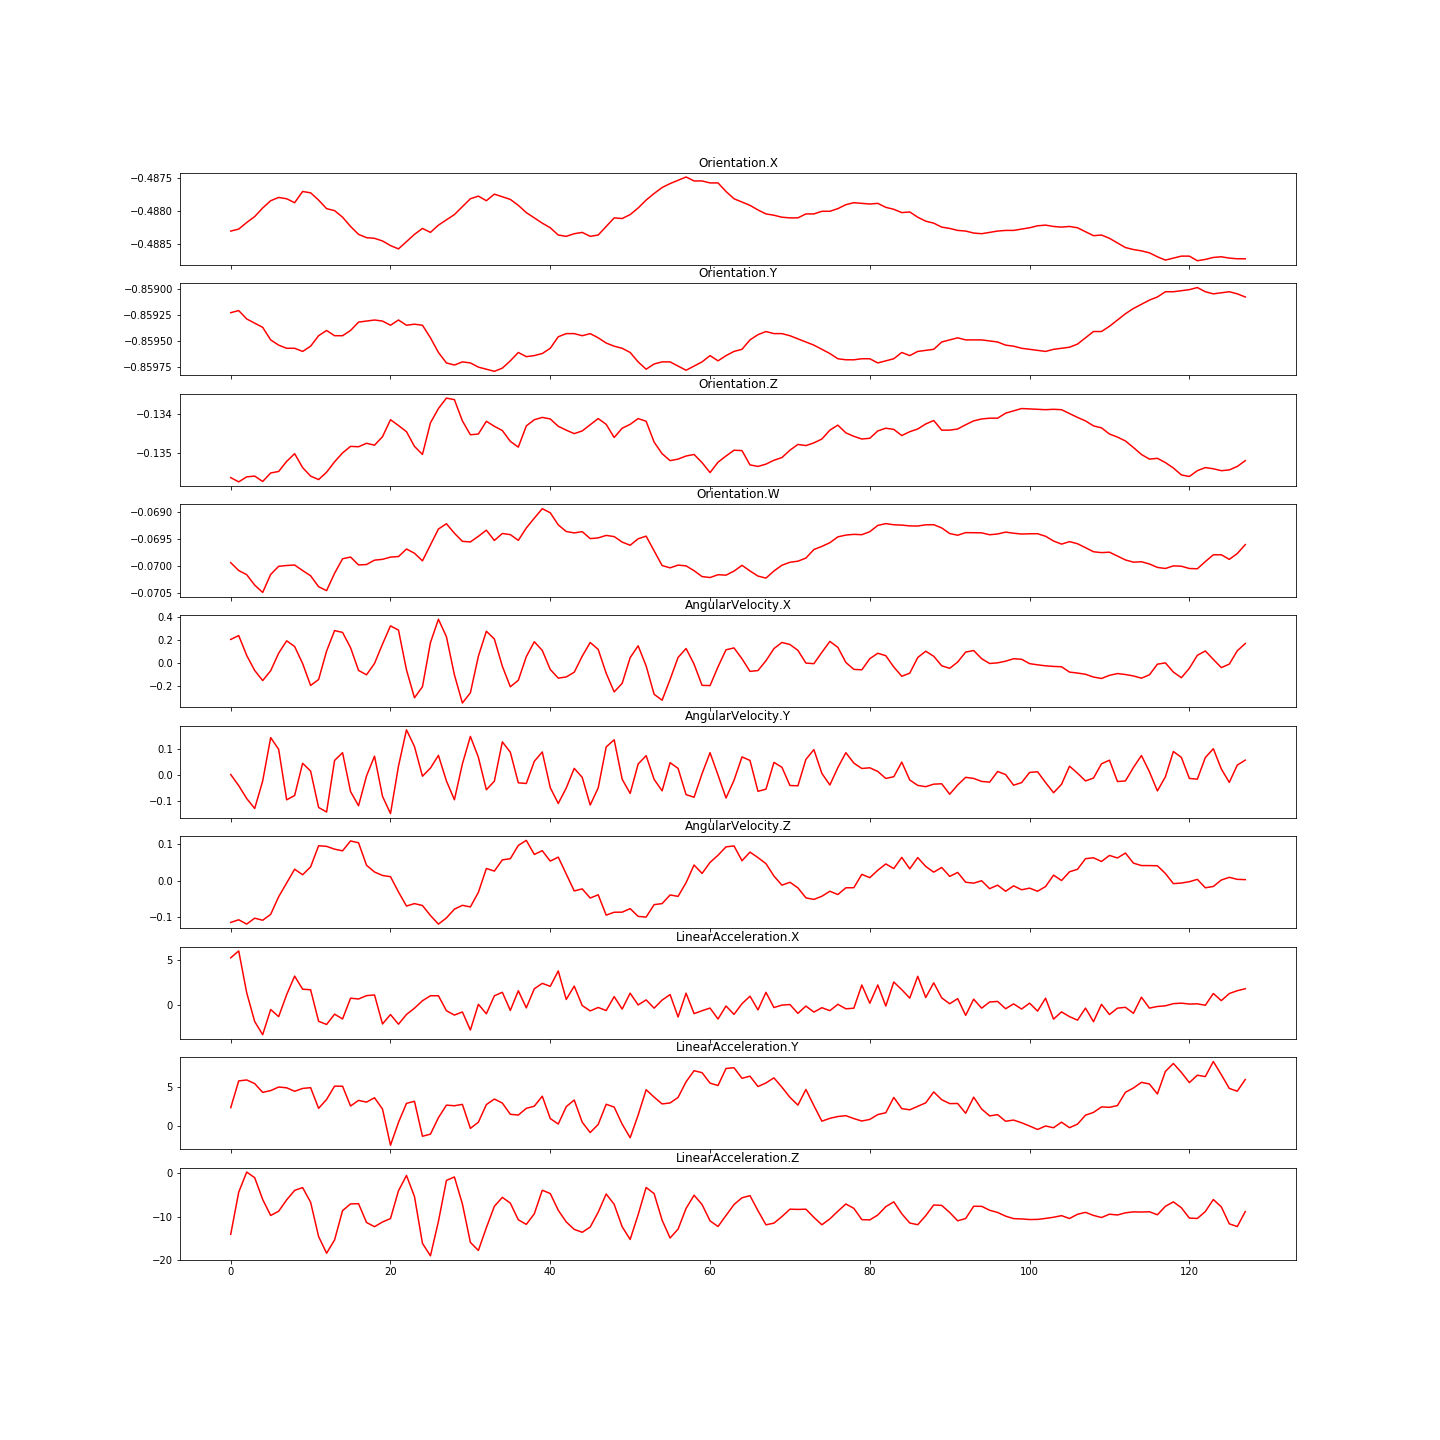 Orientation.X
−0.4875
−0.4880
−0.4885
Orientation.Y
−0.85900
−0.85925
−0.85950
−0.85975
Orientation.Z
−0.134
−0.135
Orientation.W
−0.0690
−0.0695
−0.0700
−0.0705
AngularVelocity.X
0.4
0.2
0.0
−0.2
AngularVelocity.Y
0.1
0.0
−0.1
AngularVelocity.Z
0.1
0.0
−0.1
LinearAcceleration.X
5
0
LinearAcceleration.Y
5
0
LinearAcceleration.Z
0
−10
−20
0 20 40 60 80 100 120